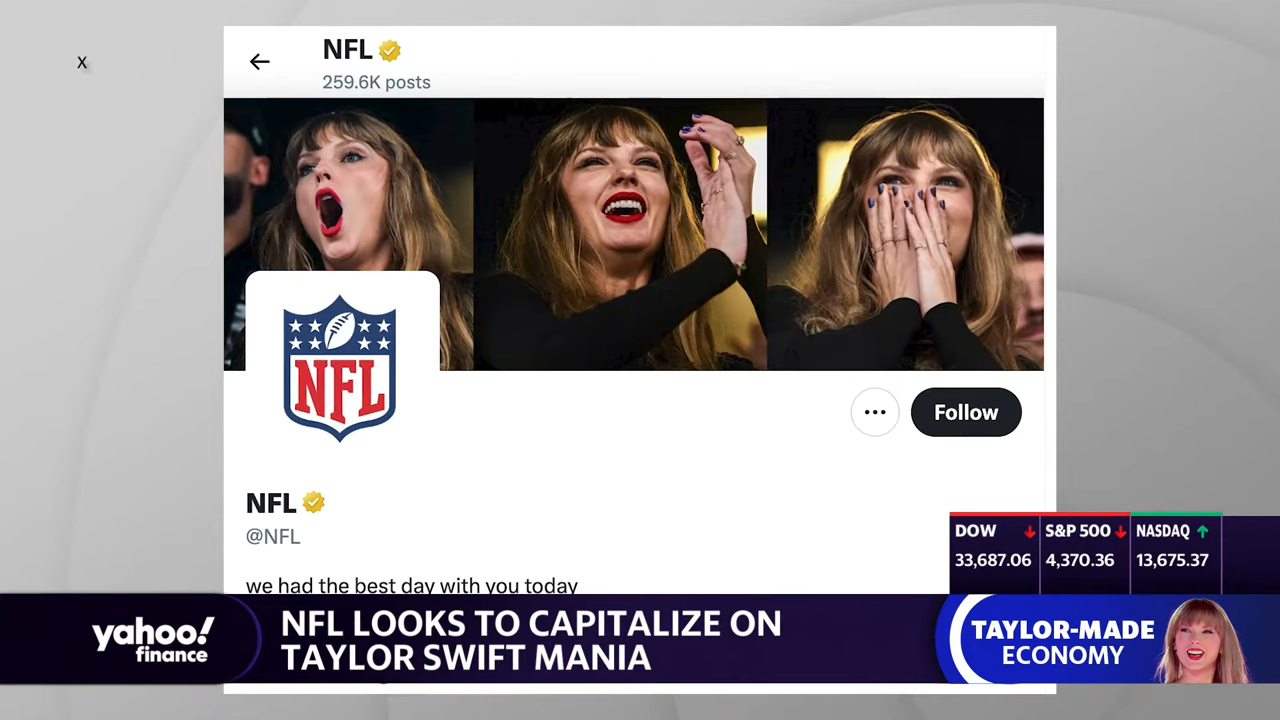 X
NFL
259.6K posts
NFL
Follow
NFL
@NFL
we had the best day with you today
DOW
S&P 500
NASDAQ
33,687.06
4,370.36
13,675.37
yahoo!
finance
NFL LOOKS TO CAPITALIZE ON
TAYLOR SWIFT MANIA
TAYLOR-MADE
ECONOMY